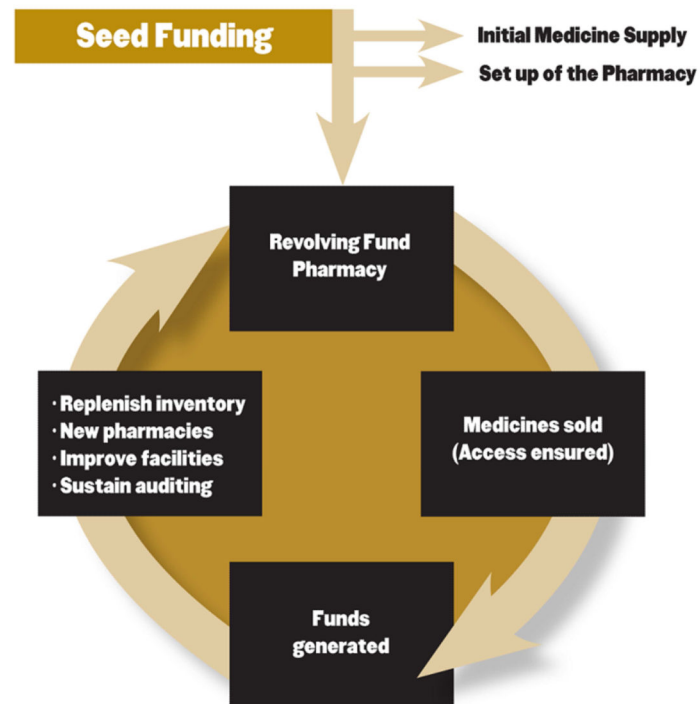 Seed Funding
Initial Medicine Supply
Set up of the Pharmacy
Revolving Fund
Pharmacy
· Replenish inventory
· New pharmacies
· Improve facilities
· Sustain auditing
Medicines sold
(Access ensured)
Funds
generated